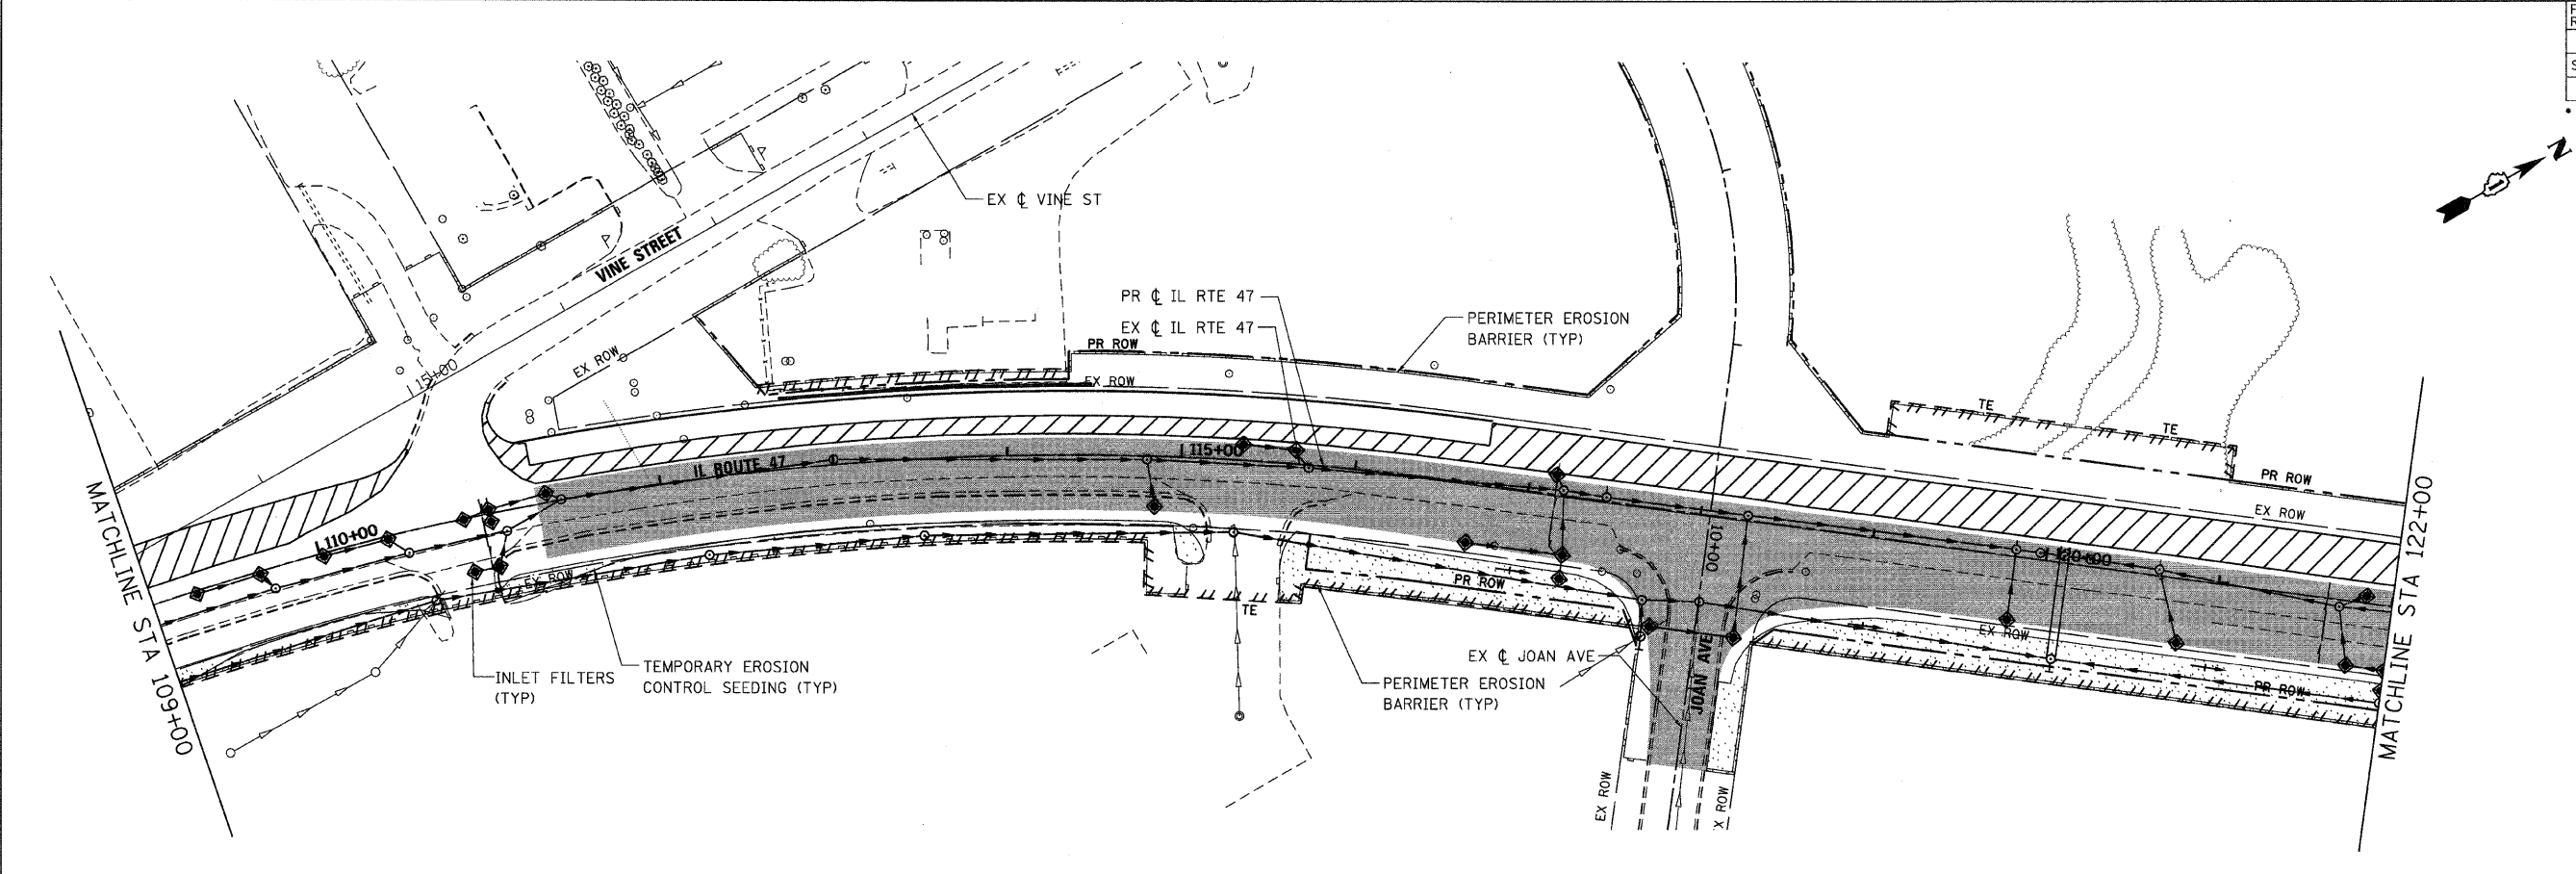 N
EX ℄ VINE ST
VINE STREET
PR ℄ IL RTE 47
EX ℄ IL RTE 47
PERIMETER EROSION
BARRIER (TYP)
PR ROW
EX ROW
EX ROW
115+00
TE
TE
IL ROUTE 47
115+00
PR ROW
EX ROW
MATCHLINE STA 109+00
110+00
EX ROW
INLET FILTERS
(TYP)
TEMPORARY EROSION
CONTROL SEEDING (TYP)
TE
PR ROW
10+00
120+00
EX ROW
EX ℄ JOAN AVE
JOAN AVE
PERIMETER EROSION
BARRIER (TYP)
PR ROW
EX ROW
X ROW
MATCHLINE STA 122+00